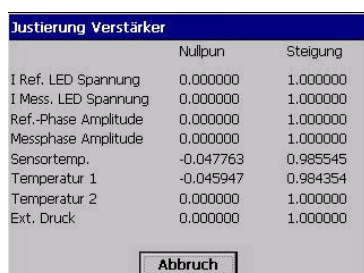 Justierung Verstärker
Nullpun Steigung
I Ref. LED Spannung 0.000000 1.000000
I Mess. LED Spannung 0.000000 1.000000
Ref.-Phase Amplitude 0.000000 1.000000
Messphase Amplitude 0.000000 1.000000
Sensortemp. -0.047763 0.985545
Temperatur 1 -0.045947 0.984354
Temperatur 2 0.000000 1.000000
Ext. Druck 0.000000 1.000000
Abbruch